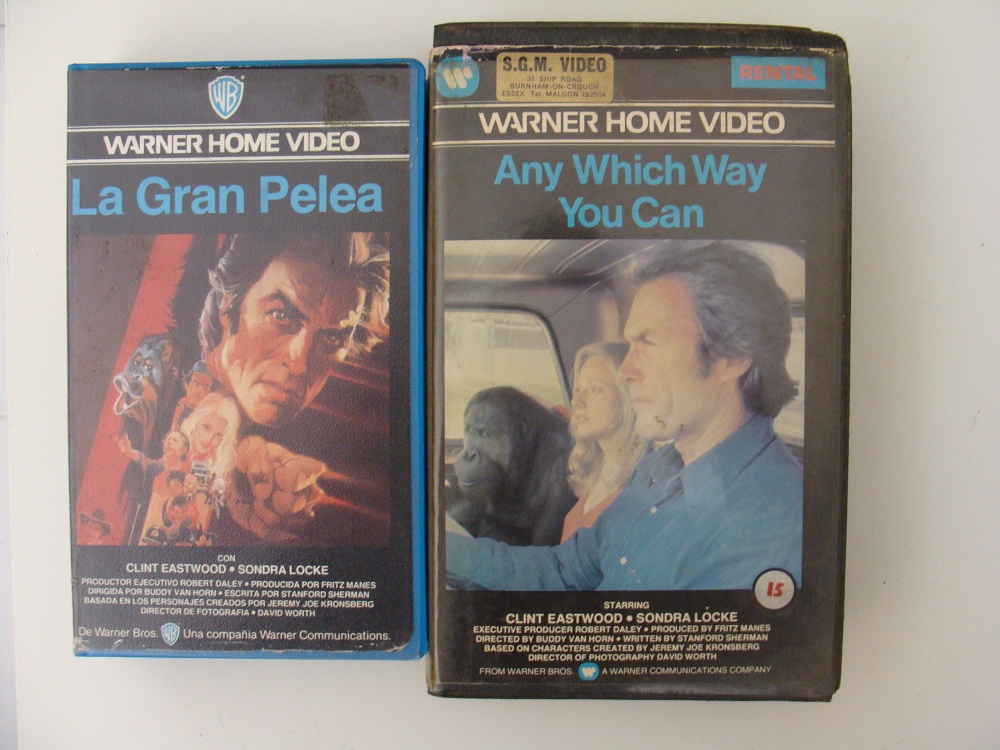 WB
WARNER HOME VIDEO
La Gran Pelea
CON
CLINT EASTWOOD • SONDRA LOCKE
PRODUCTOR EJECUTIVO ROBERT DALEY • PRODUCIDA POR FRITZ MANES
DIRIGIDA POR BUDDY VAN HORN • ESCRITA POR STANFORD SHERMAN
BASADA EN LOS PERSONAJES CREADOS POR JEREMY JOE KRONSBERG
DIRECTOR DE FOTOGRAFIA • DAVID WORTH
De Warner Bros. WB Una compañia Warner Communications.
S.G.M. VIDEO
31 SHIP ROAD
BURNHAM-ON-CROUCH
ESSEX Tel. MALDON
RENTAL
WARNER HOME VIDEO
Any Which Way
You Can
15
STARRING
CLINT EASTWOOD • SONDRA LOCKE
EXECUTIVE PRODUCER ROBERT DALEY • PRODUCED BY FRITZ MANES
DIRECTED BY BUDDY VAN HORN • WRITTEN BY STANFORD SHERMAN
BASED ON CHARACTERS CREATED BY JEREMY JOE KRONSBERG
DIRECTOR OF PHOTOGRAPHY DAVID WORTH
FROM WARNER BROS. A WARNER COMMUNICATIONS COMPANY